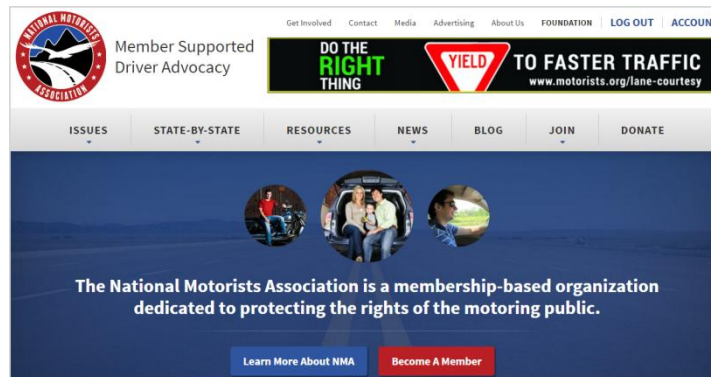 NATIONAL MOTORISTS
ASSOCIATION
Member Supported
Driver Advocacy
Get Involved Contact Media Advertising About Us FOUNDATION LOG OUT ACCOUN
DO THE
RIGHT
THING
YIELD
TO FASTER TRAFFIC
www.motorists.org/lane-courtesy
ISSUES STATE-BY-STATE RESOURCES NEWS BLOG JOIN DONATE
The National Motorists Association is a membership-based organization
dedicated to protecting the rights of the motoring public.
Learn More About NMA Become A Member